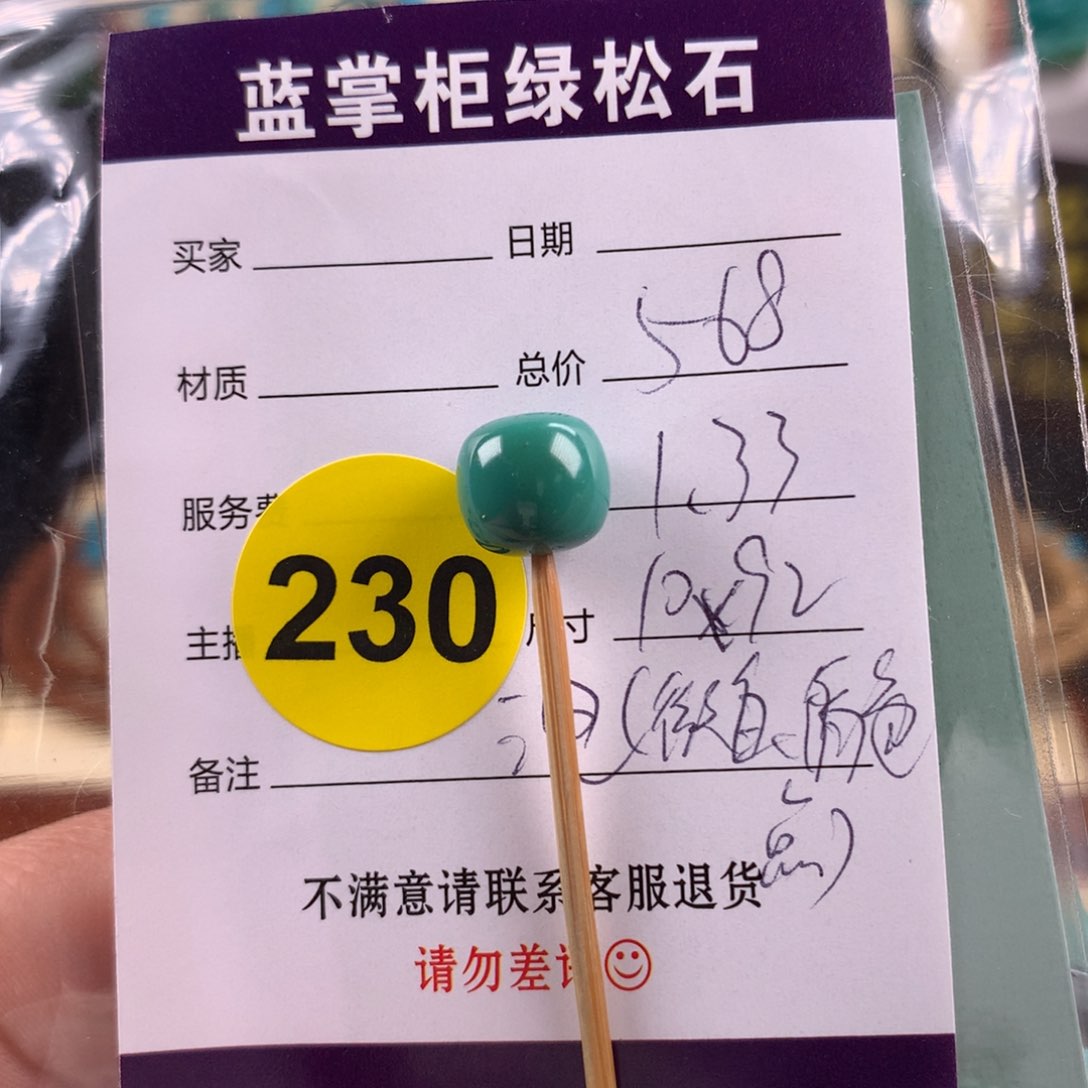 蓝掌柜绿松石
买家 日期
材质 总价 568
服务费 1.33
230
主播 尺寸 10x92
备注
不满意请联系客服退货
请勿差评